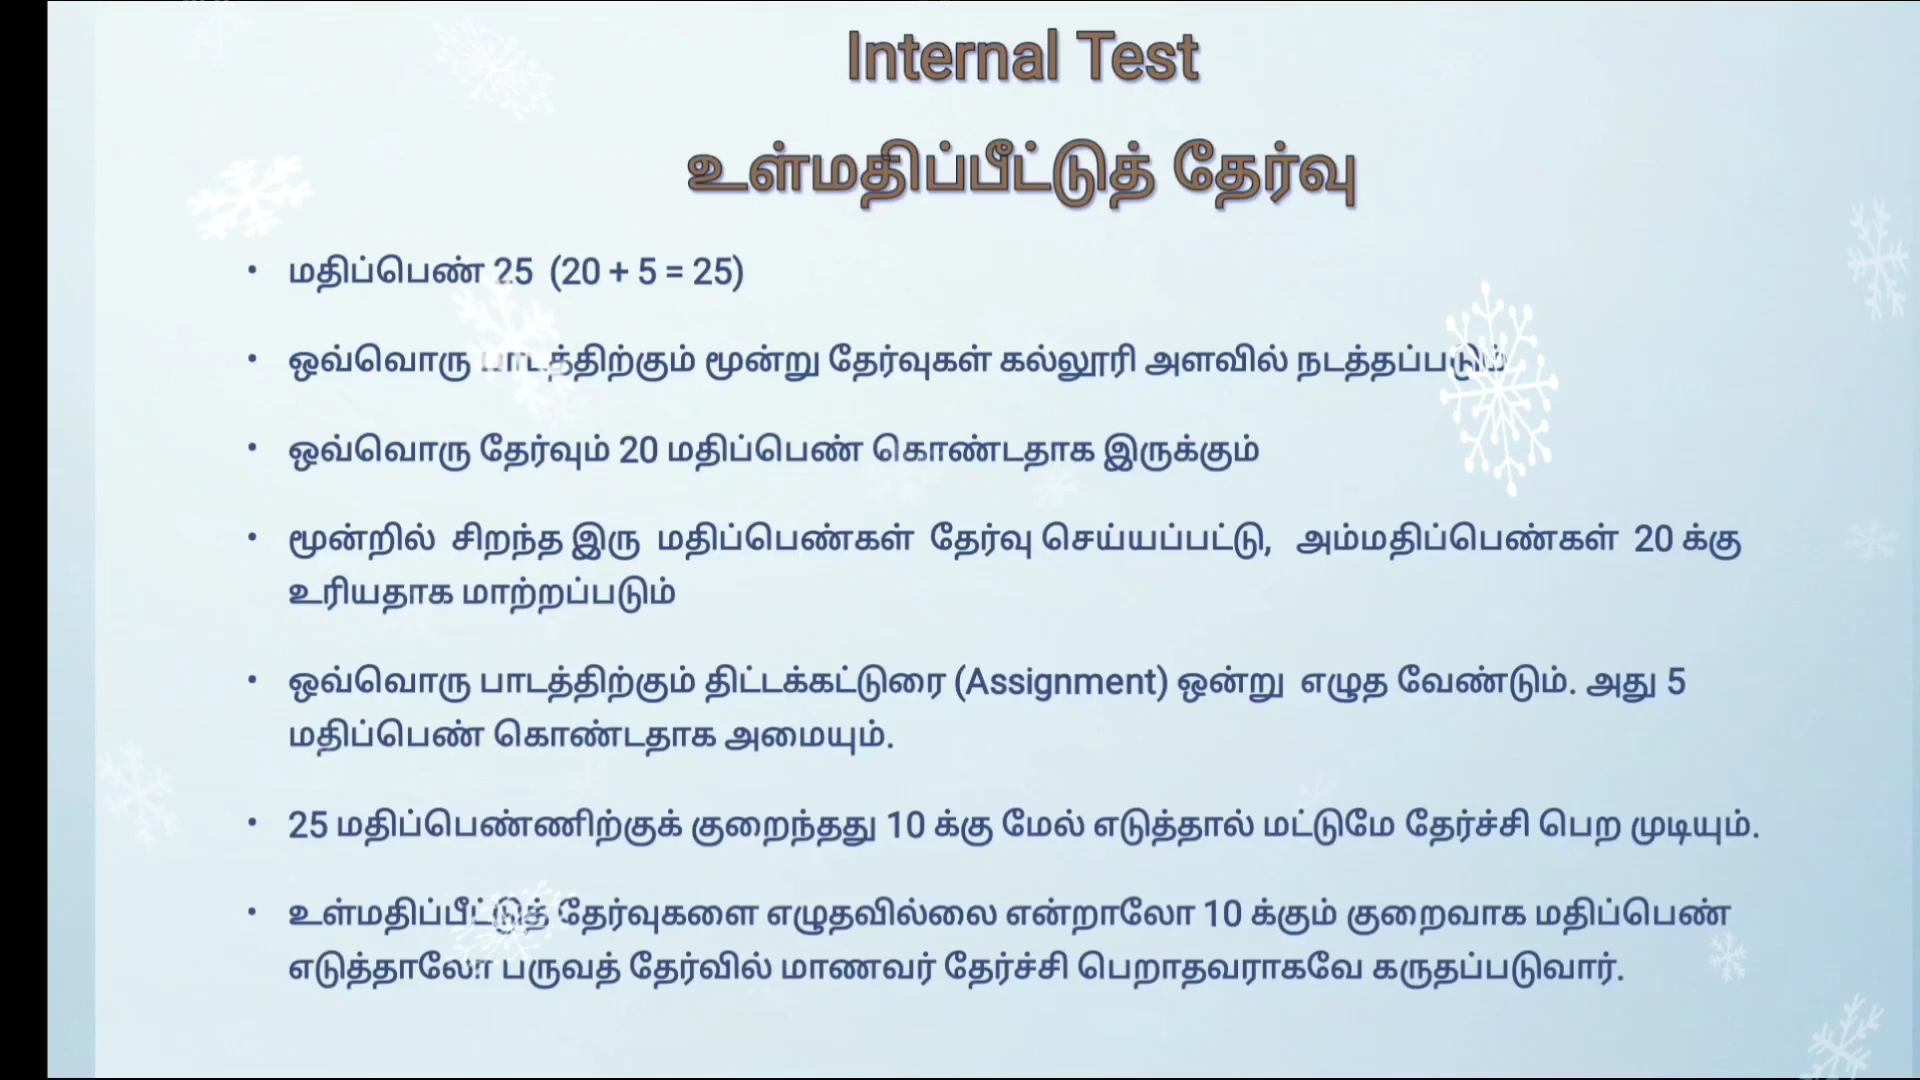 Internal Test
உள்மதிப்பீட்டுத் தேர்வு
• மதிப்பெண் 25 (20 + 5 = 25)
• ஒவ்வொரு பாடத்திற்கும் மூன்று தேர்வுகள் கல்லூரி அளவில் நடத்தப்படும்
• ஒவ்வொரு தேர்வும் 20 மதிப்பெண் கொண்டதாக இருக்கும்
• மூன்றில் சிறந்த இரு மதிப்பெண்கள் தேர்வு செய்யப்பட்டு, அம்மதிப்பெண்கள் 20 க்கு
உரியதாக மாற்றப்படும்
• ஒவ்வொரு பாடத்திற்கும் திட்டக்கட்டுரை (Assignment) ஒன்று எழுத வேண்டும். அது 5
மதிப்பெண் கொண்டதாக அமையும்.
• 25 மதிப்பெண்ணிற்குக் குறைந்தது 10 க்கு மேல் எடுத்தால் மட்டுமே தேர்ச்சி பெற முடியும்.
• உள்மதிப்பீட்டுத் தேர்வுகளை எழுதவில்லை என்றாலோ 10 க்கும் குறைவாக மதிப்பெண்
எடுத்தாலோ பருவத் தேர்வில் மாணவர் தேர்ச்சி பெறாதவராகவே கருதப்படுவார்.